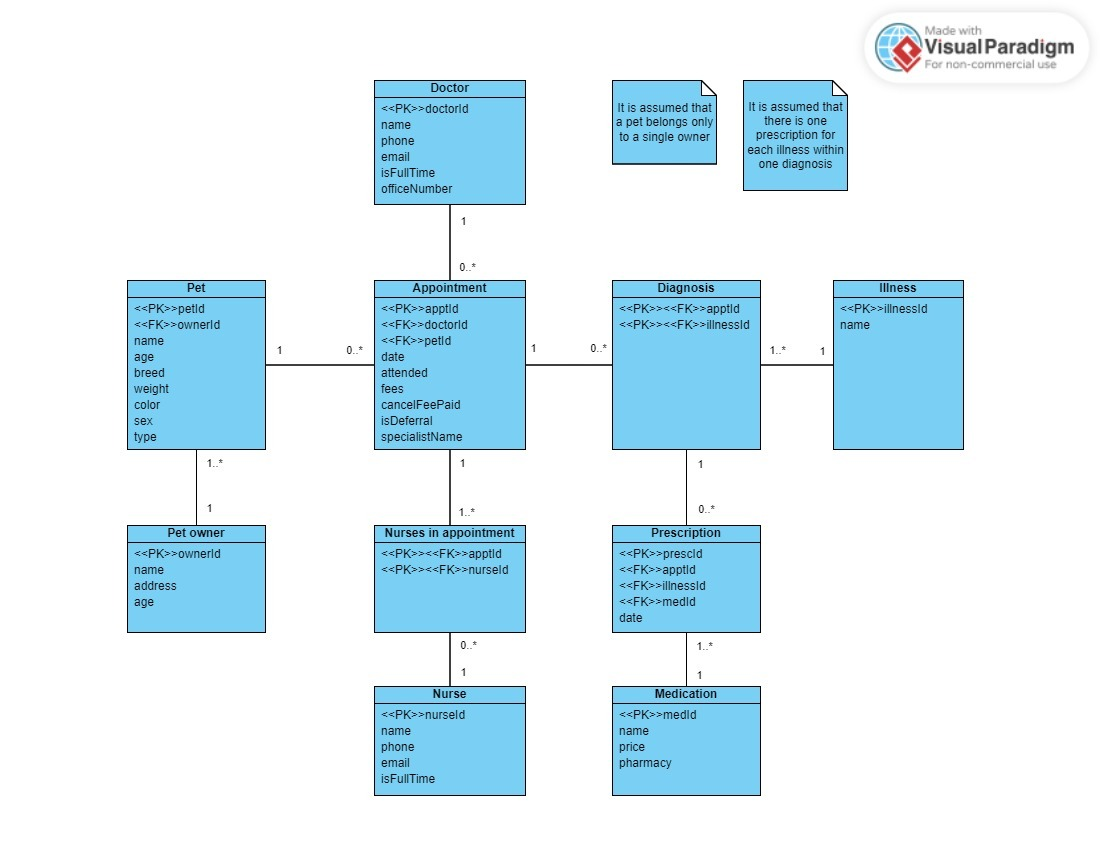 Made with
Visual Paradigm
For non-commercial use
Doctor
<<PK>>doctorId
name
phone
email
isFullTime
officeNumber
It is assumed that
a pet belongs only
to a single owner
It is assumed that
there is one
prescription for
each illness within
one diagnosis
1
0..*
Pet
<<PK>>petId
<<FK>>ownerId
name
age
breed
weight
color
sex
type
1
0..*
Appointment
<<PK>>apptId
<<FK>>doctorId
<<FK>>petId
date
attended
fees
cancelFeePaid
isDeferral
specialistName
1
0..*
Diagnosis
<<PK>><<FK>>apptId
<<PK>><<FK>>illnessId
1..*
1
Illness
<<PK>>illnessId
name
1..*
1
1
1..*
1
0..*
Pet owner
<<PK>>ownerId
name
address
age
Nurses in appointment
<<PK>><<FK>>apptId
<<PK>><<FK>>nurseId
Prescription
<<PK>>prescId
<<FK>>apptId
<<FK>>illnessId
<<FK>>medId
date
0..*
1
1..*
1
Nurse
<<PK>>nurseId
name
phone
email
isFullTime
Medication
<<PK>>medId
name
price
pharmacy